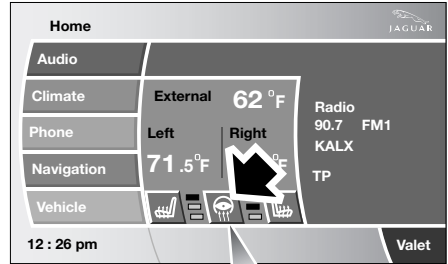 Home
JAGUAR
Audio
Climate
Phone
Navigation
Vehicle
External 62 °F
Left Right
71 .5°F °F
Radio
90.7 FM1
KALX
TP
12 : 26 pm
Valet